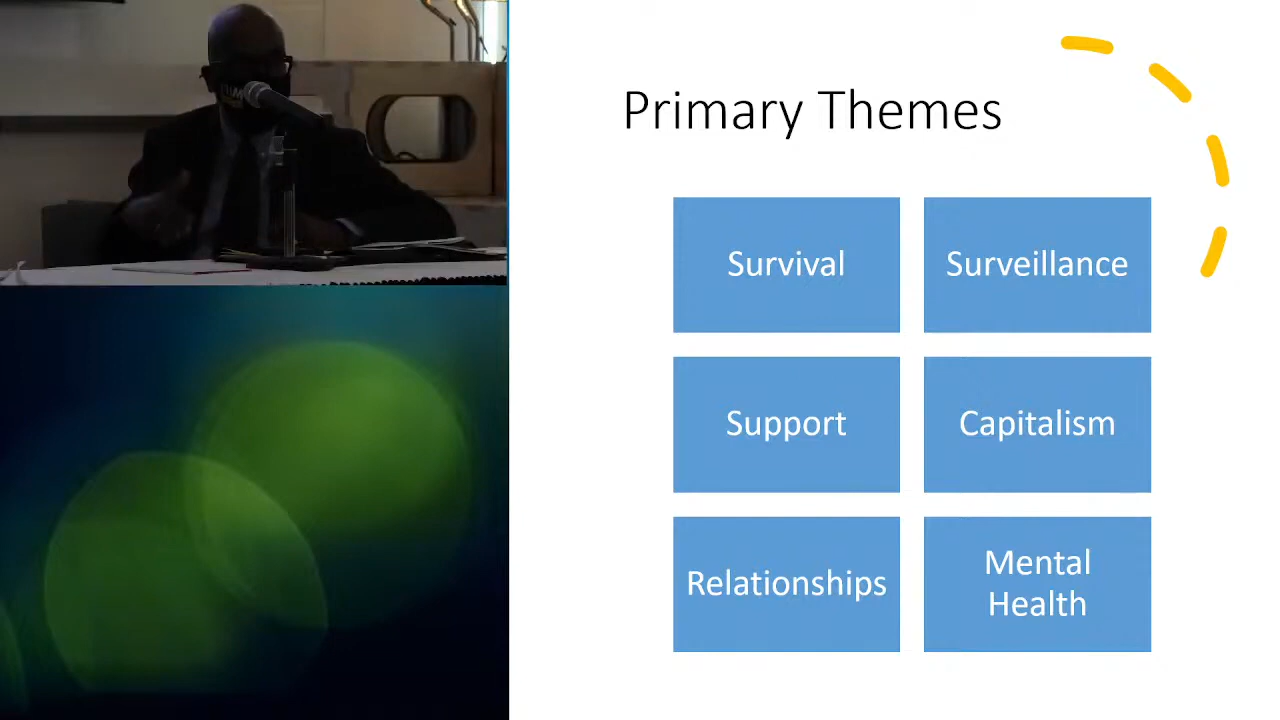 Primary Themes
Survival
Surveillance
Support
Capitalism
Relationships
Mental
Health